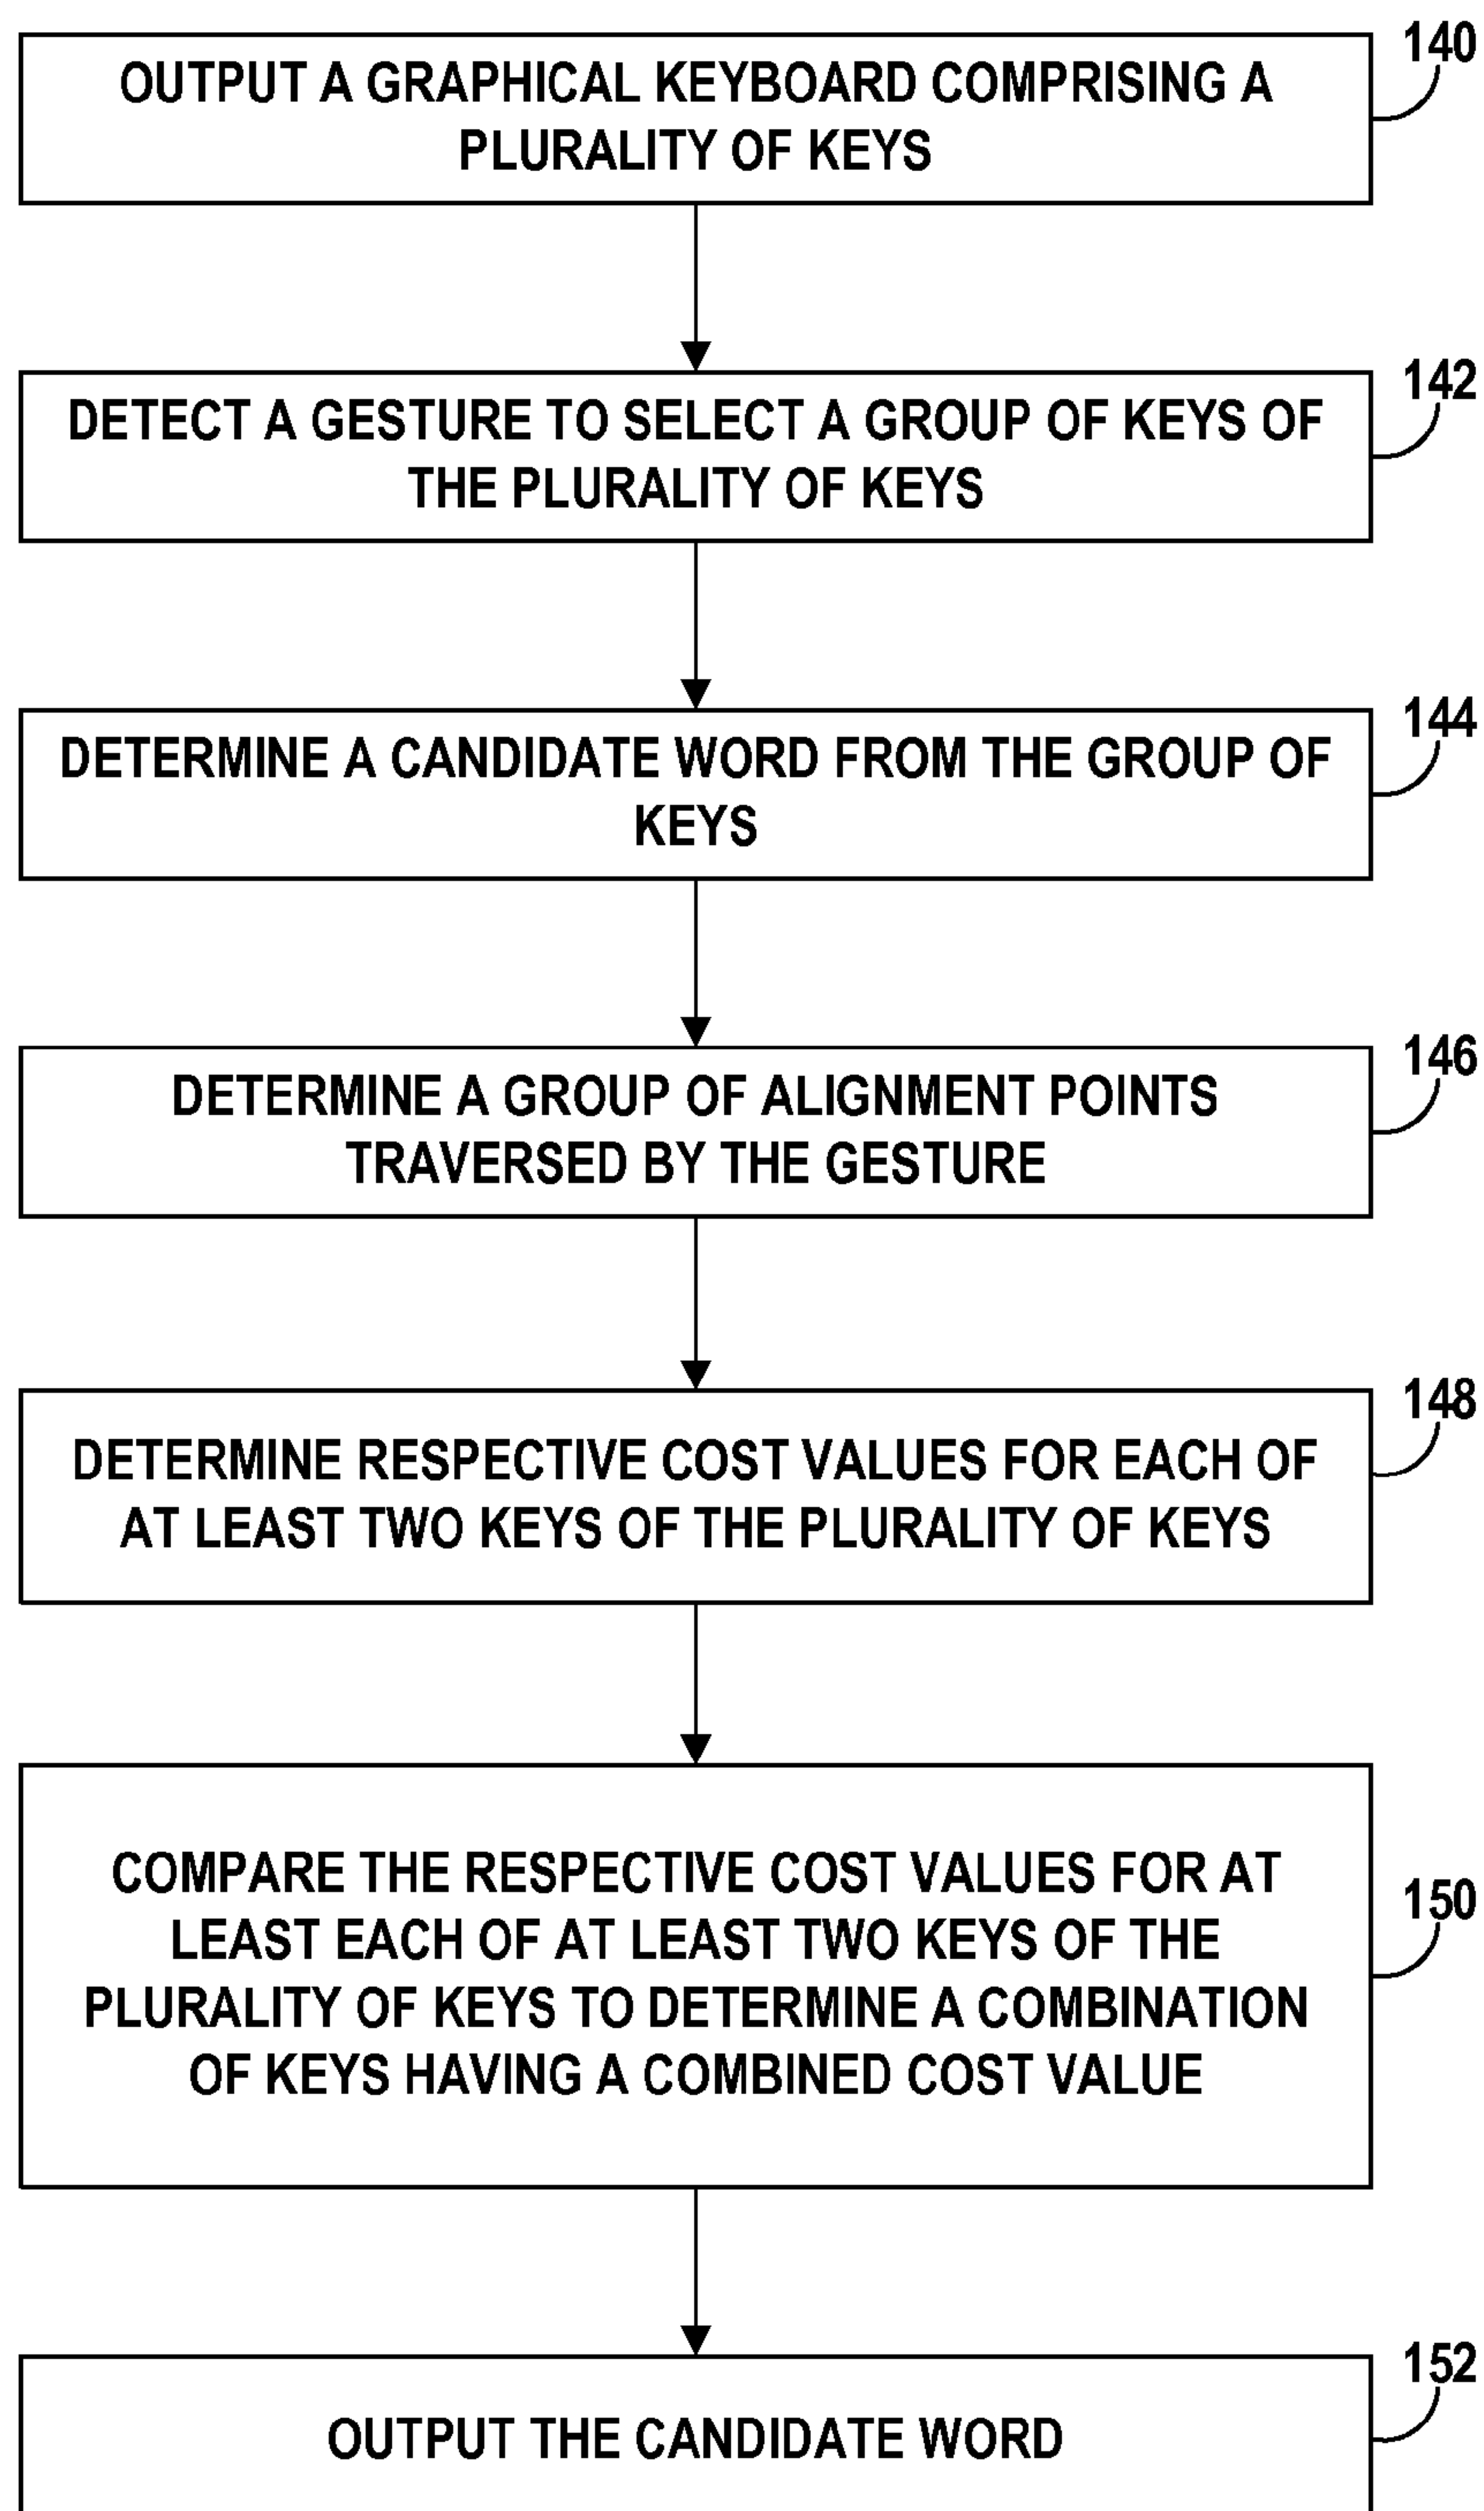 140
OUTPUT A GRAPHICAL KEYBOARD COMPRISING A
PLURALITY OF KEYS
142
DETECT A GESTURE TO SELECT A GROUP OF KEYS OF
THE PLURALITY OF KEYS
144
DETERMINE A CANDIDATE WORD FROM THE GROUP OF
KEYS
146
DETERMINE A GROUP OF ALIGNMENT POINTS
TRAVERSED BY THE GESTURE
148
DETERMINE RESPECTIVE COST VALUES FOR EACH OF
AT LEAST TWO KEYS OF THE PLURALITY OF KEYS
150
COMPARE THE RESPECTIVE COST VALUES FOR AT
LEAST EACH OF AT LEAST TWO KEYS OF THE
PLURALITY OF KEYS TO DETERMINE A COMBINATION
OF KEYS HAVING A COMBINED COST VALUE
152
OUTPUT THE CANDIDATE WORD